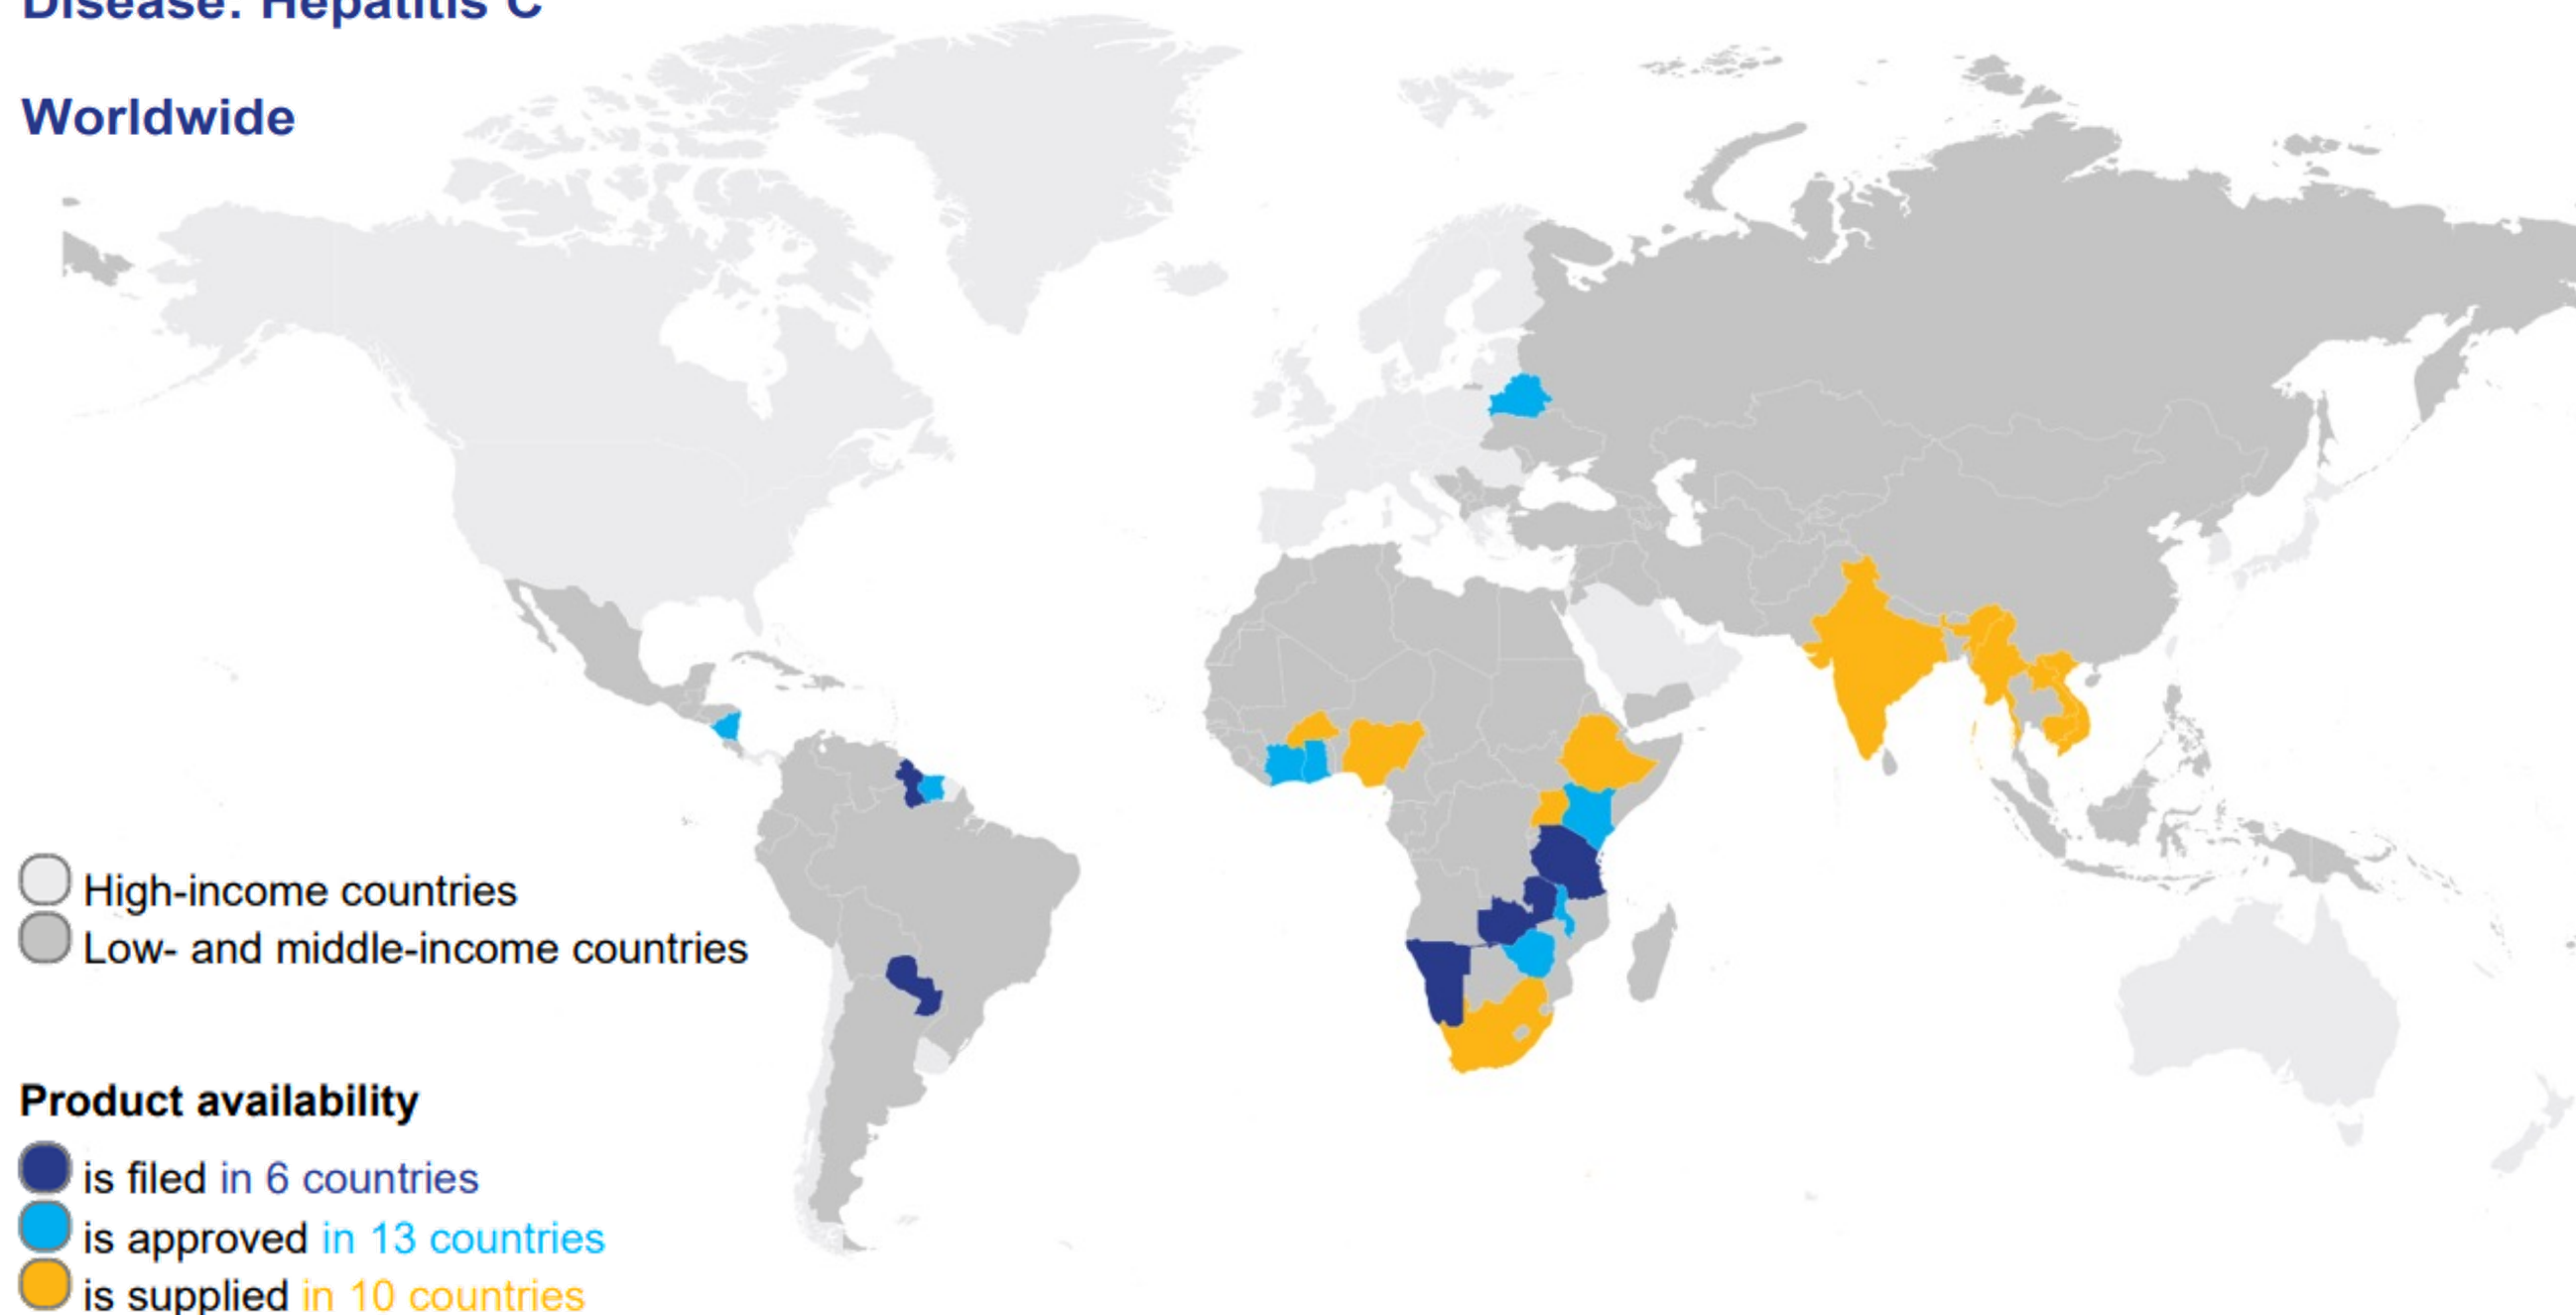 Disease: Hepatitis C
Worldwide
High-income countries
Low- and middle-income countries
Product availability
is filed in 6 countries
is approved in 13 countries
is supplied in 10 countries